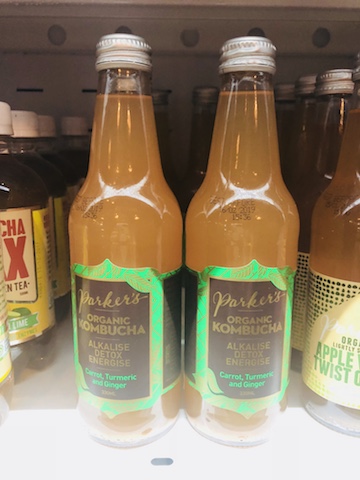 Parker's
ORGANIC
KOMBUCHA
ALKALISE
DETOX
ENERGISE
Carrot, Turmeric
and Ginger
Parker's
ORGANIC
KOMBUCHA
ALKALISE
DETOX
ENERGISE
Carrot, Turmeric
and Ginger
CHA
X
N TEA
LIME
ORG
LIGHTLY S
APPLE
TWIST O